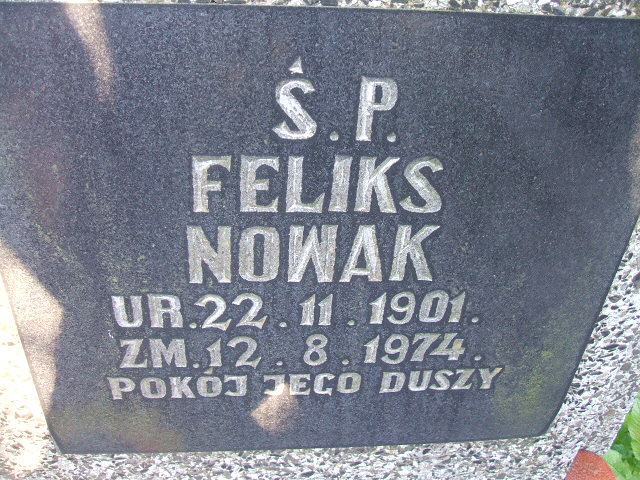 Ś.P.
FELIKS
NOWAK
UR.22.11.1901.
ZM.12.8.1974.
POKÓJ JEGO DUSZY